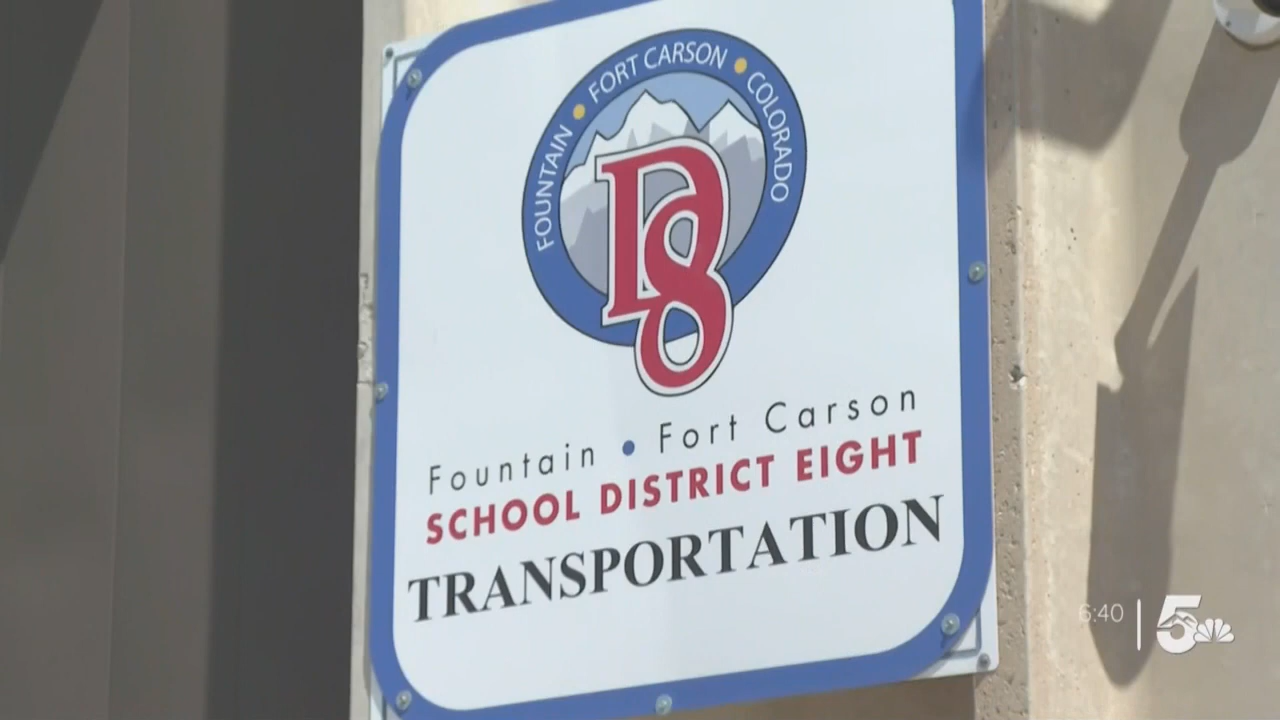 FOUNTAIN • FORT CARSON • COLORADO
D8
Fountain • Fort Carson
SCHOOL DISTRICT EIGHT
TRANSPORTATION
6:40 | 5